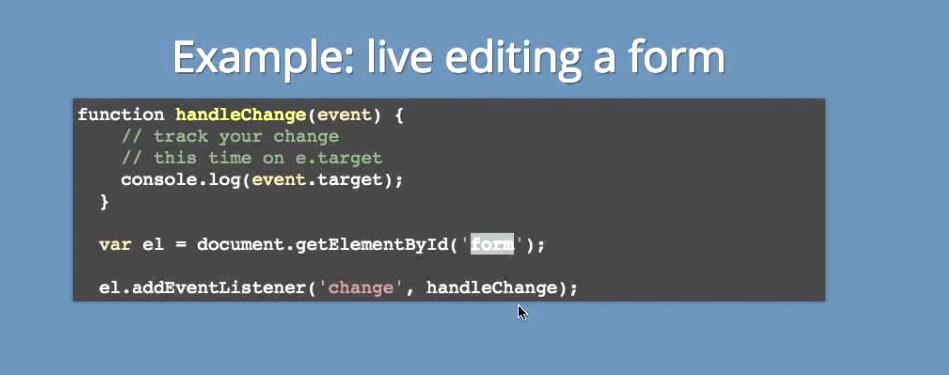 Example: live editing a form
function handleChange(event) {
// track your change
// this time on e.target
console.log(event.target);
}
var el = document.getElementById('form');
el.addEventListener('change', handleChange);